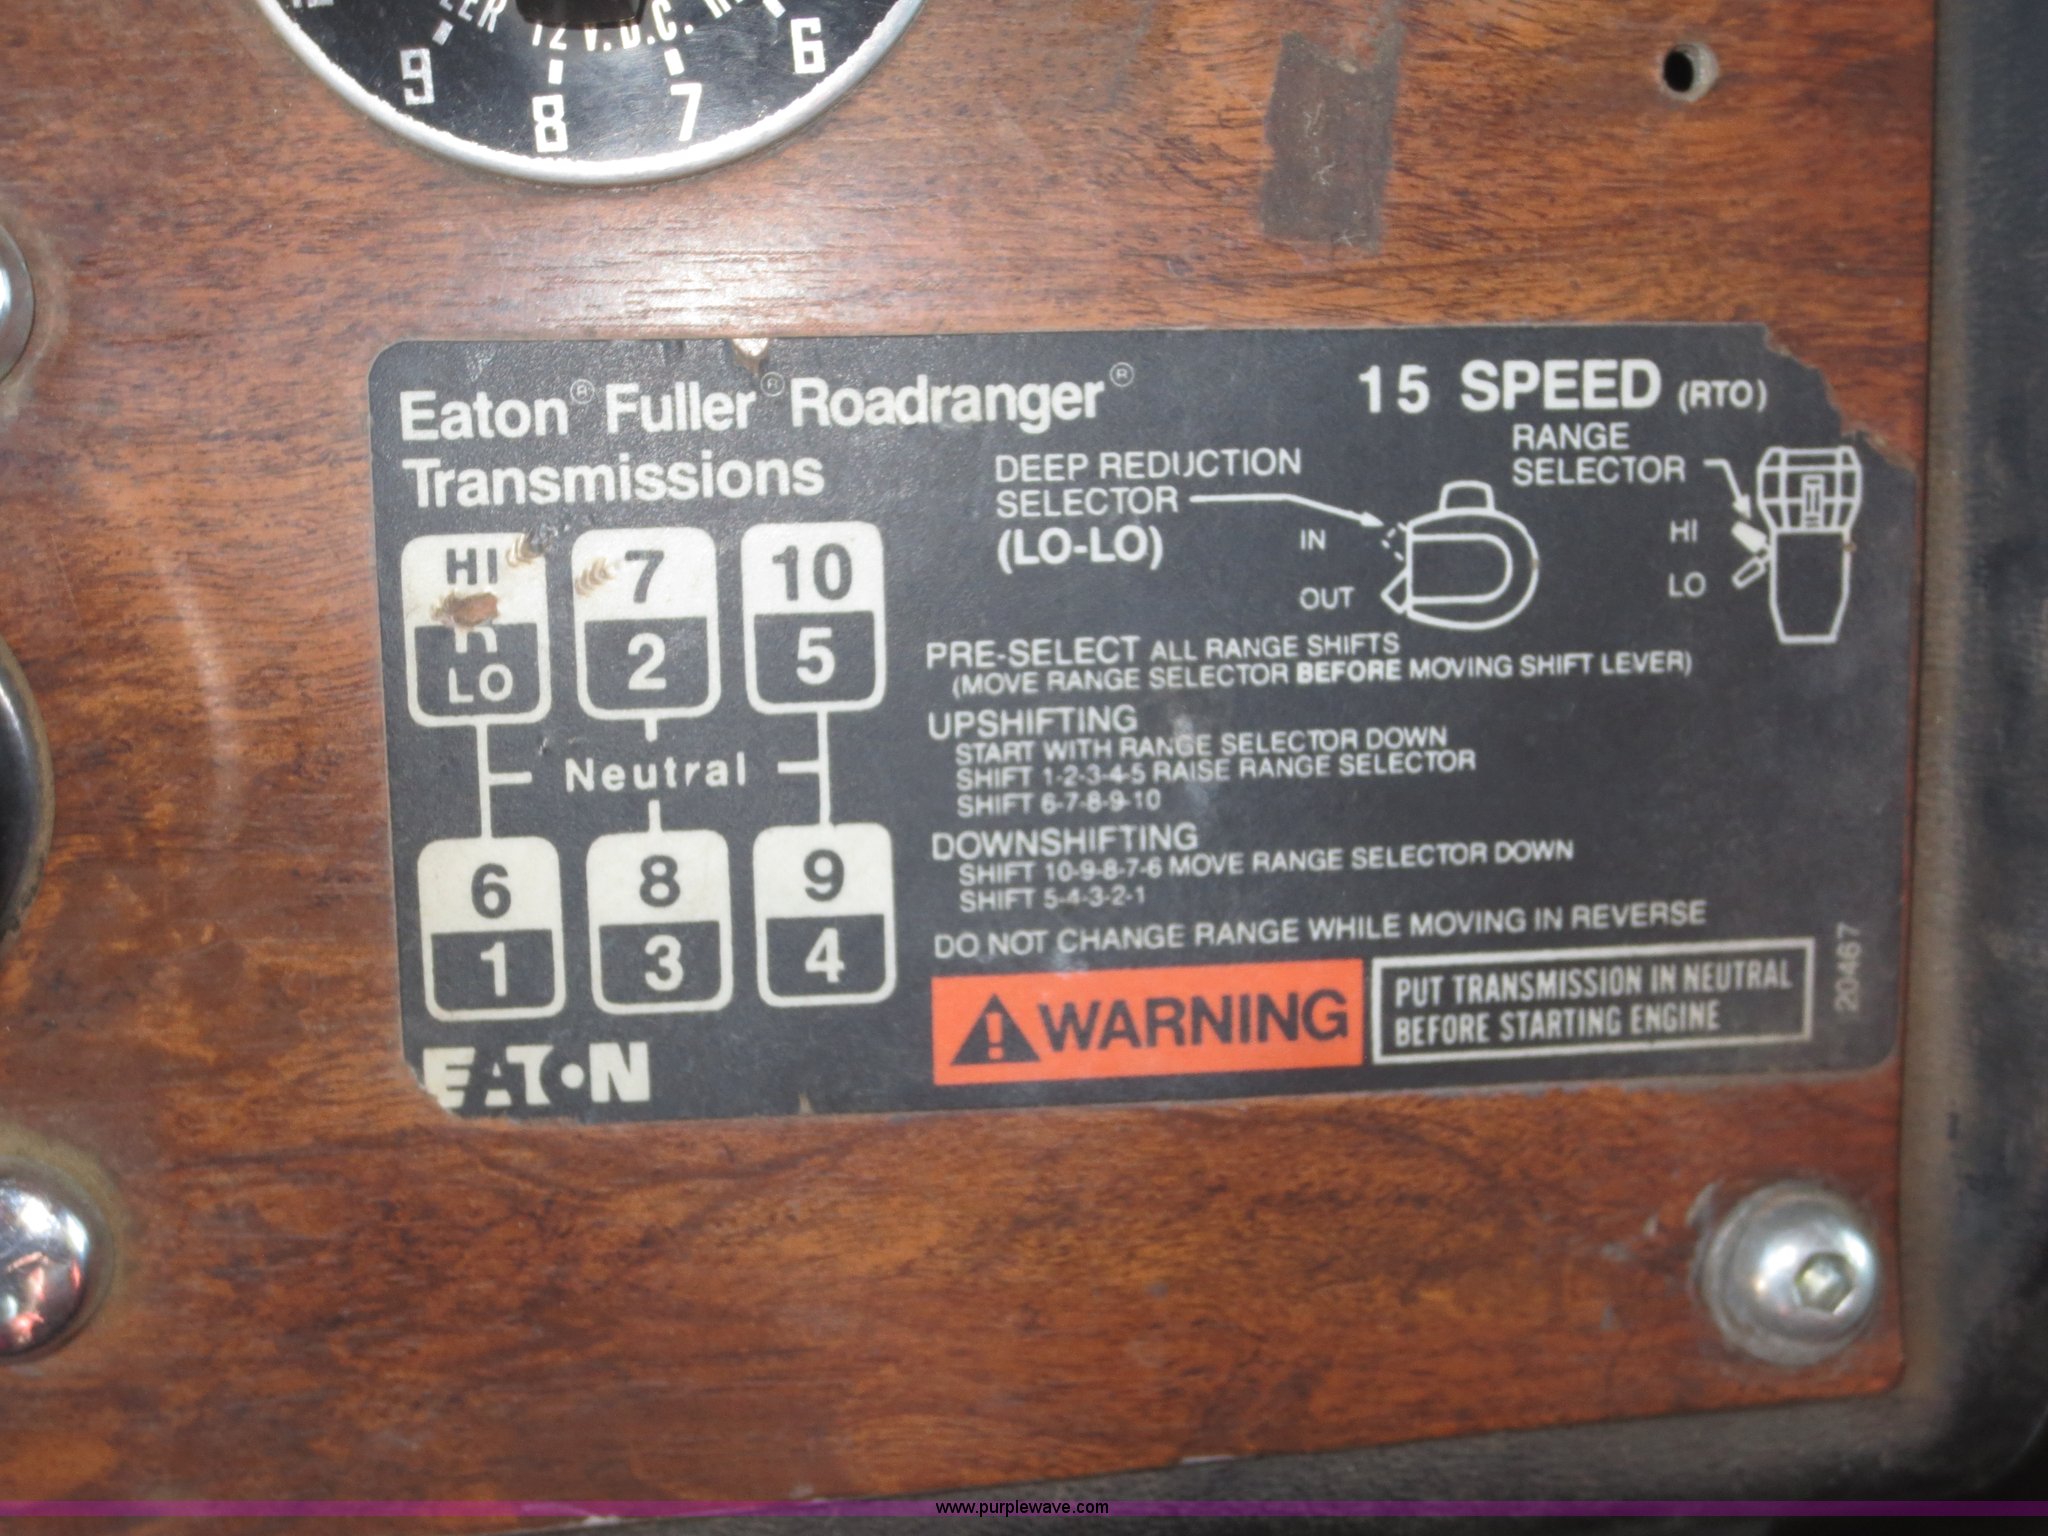 12 V.D.C.
9
8
7
6
Eaton® Fuller® Roadranger®
Transmissions
15 SPEED (RTO)
DEEP REDUCTION
SELECTOR
(LO-LO)
IN
OUT
RANGE
SELECTOR
HI
LO
HI
R
LO
7
2
10
5
Neutral
6
1
8
3
9
4
EATON
PRE-SELECT ALL RANGE SHIFTS
(MOVE RANGE SELECTOR BEFORE MOVING SHIFT LEVER)
UPSHIFTING
START WITH RANGE SELECTOR DOWN
SHIFT 1-2-3-4-5 RAISE RANGE SELECTOR
SHIFT 6-7-8-9-10
DOWNSHIFTING
SHIFT 10-9-8-7-6 MOVE RANGE SELECTOR DOWN
SHIFT 5-4-3-2-1
DO NOT CHANGE RANGE WHILE MOVING IN REVERSE
WARNING
PUT TRANSMISSION IN NEUTRAL
BEFORE STARTING ENGINE
20467
www.purplewave.com